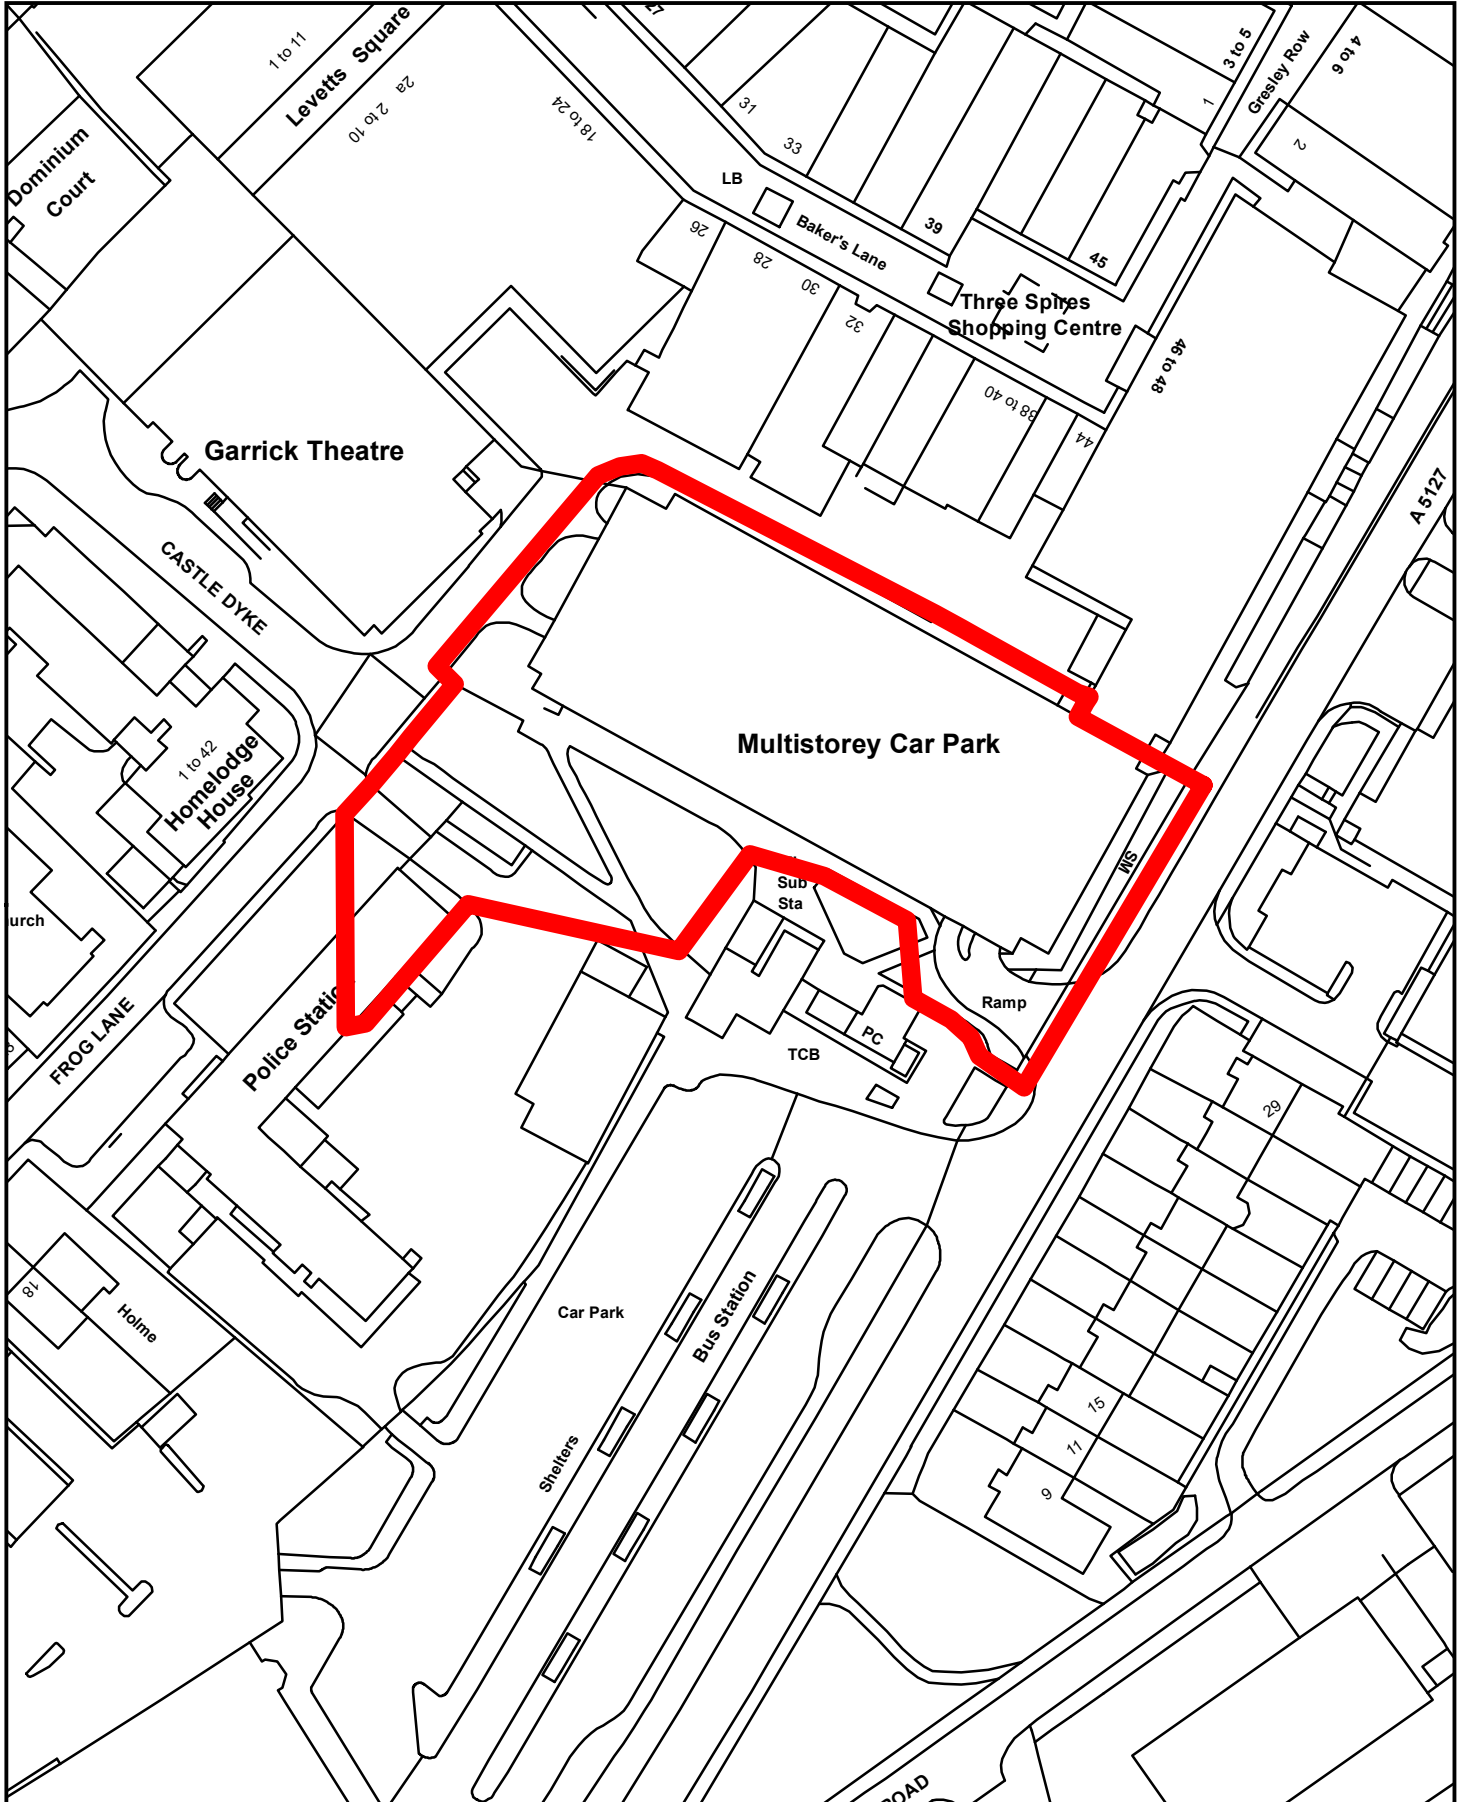 1 to 11
Levetts Square
2a
2 to 10
18 to 24
27
31
33
3 to 5
Gresley Row
4 to 6
1
2
Dominium
Court
LB
Baker's Lane
26
28
30
32
39
45
Three Spires
Shopping Centre
46 to 48
38 to 40
44
Garrick Theatre
A 5127
CASTLE DYKE
1 to 42
Homelodge
House
Multistorey Car Park
SM
Sub
Sta
urch
Ramp
FROG LANE
Police Station
PC
TCB
29
18
Holme
Car Park
Bus Station
Shelters
15
11
9
ROAD